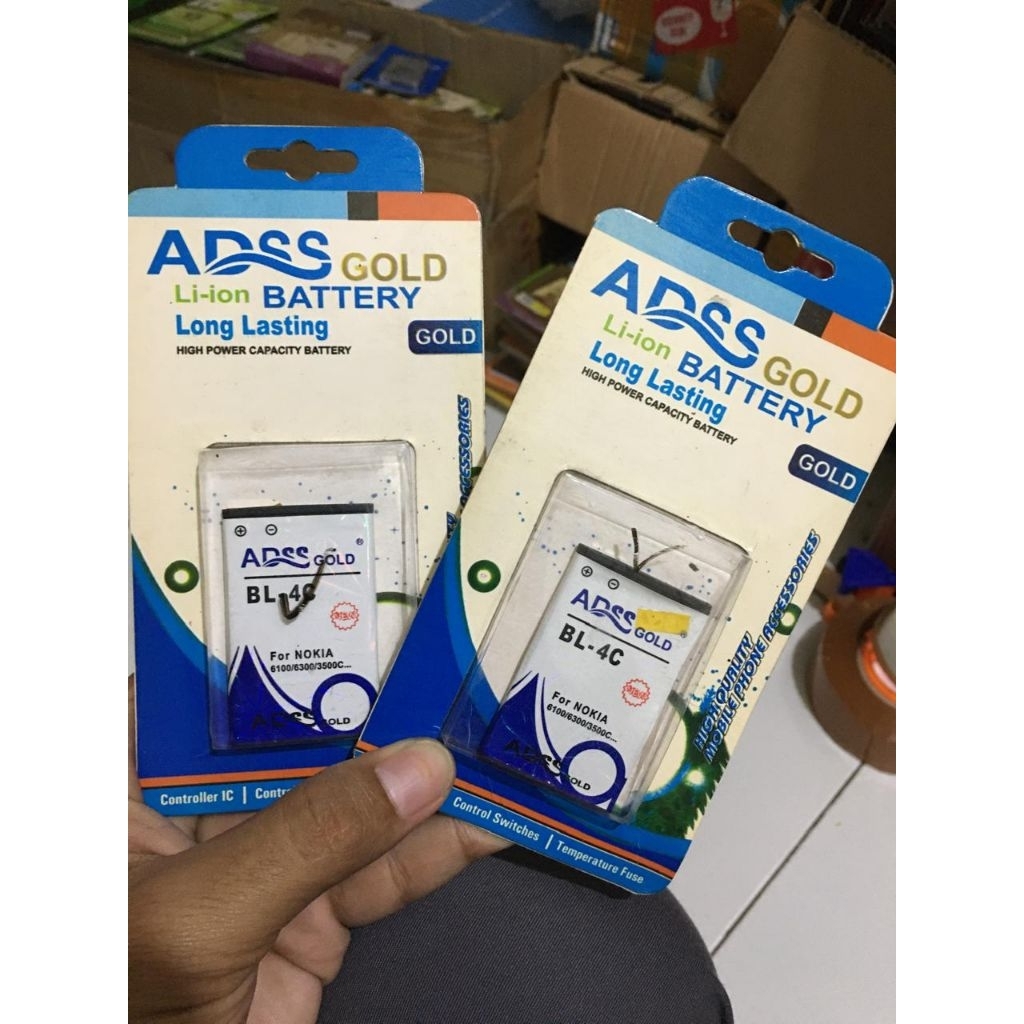 ADSS GOLD
Li-ion BATTERY
Long Lasting
HIGH POWER CAPACITY BATTERY
GOLD
ACCESSORIES
ADSS GOLD ®
BL-4C
For NOKIA
6100/6300/3500C...
ADSS GOLD
Controller IC |
ADSS GOLD
Li-ion BATTERY
Long Lasting
HIGH POWER CAPACITY BATTERY
GOLD
HIGH QUALITY
MOBILE PHONE ACCESSORIES
ADSS GOLD
BL-4C
For NOKIA
6100/6300/3500C...
ADSS GOLD
Control Switches | Temperature Fuse